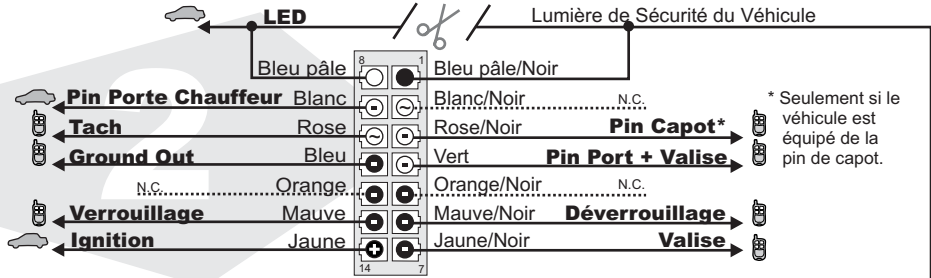 LED Lumière de Sécurité du Véhicule
8 1
Bleu pâle Bleu pâle/Noir
Pin Porte Chauffeur Blanc Blanc/Noir N.C.
Tach Rose Rose/Noir Pin Capot*
Ground Out Bleu Vert Pin Port + Valise
N.C. Orange Orange/Noir N.C.
Verrouillage Mauve Mauve/Noir Déverrouillage
Ignition Jaune Jaune/Noir Valise
14 7
* Seulement si le
véhicule est
équipé de la
pin de capot.
2